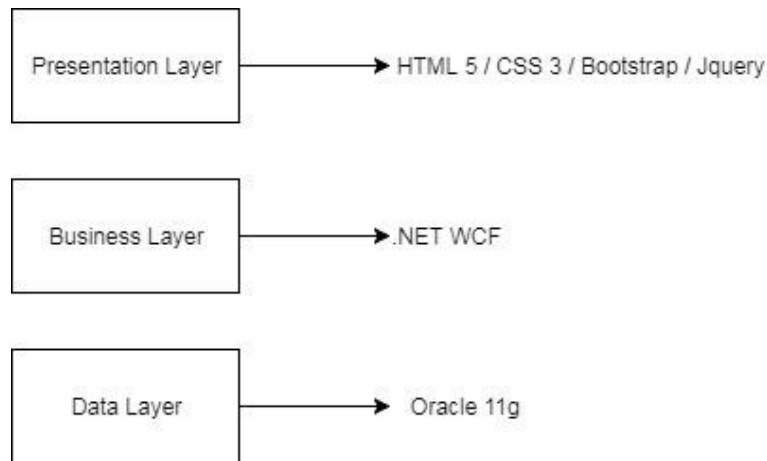 Presentation Layer
HTML 5 / CSS 3 / Bootstrap / Jquery
Business Layer
.NET WCF
Data Layer
Oracle 11g